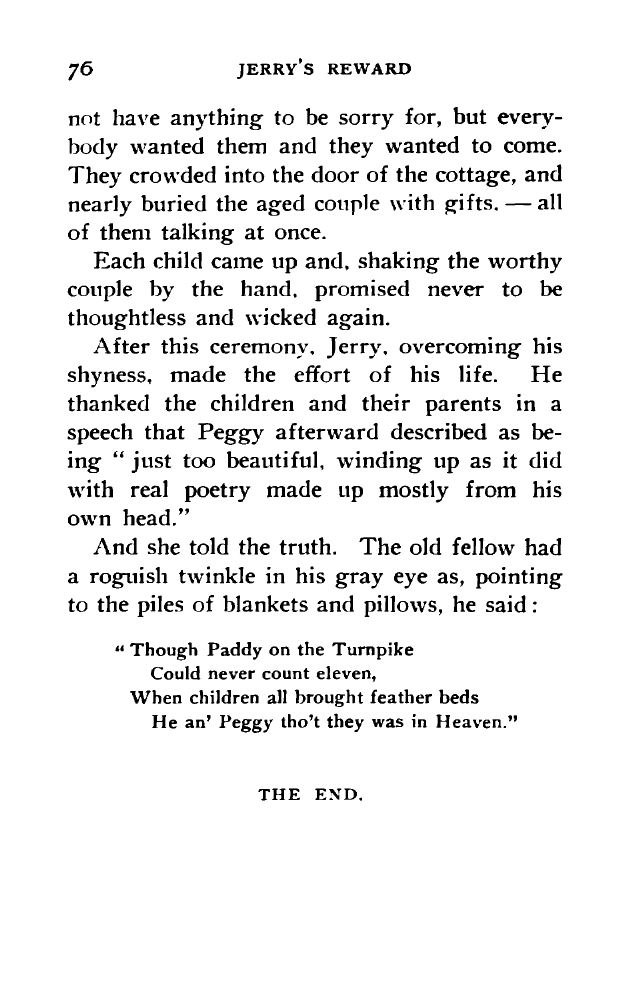 76 JERRY'S REWARD
not have anything to be sorry for, but every-
body wanted them and they wanted to come.
They crowded into the door of the cottage, and
nearly buried the aged couple with gifts. — all
of them talking at once.
Each child came up and, shaking the worthy
couple by the hand, promised never to be
thoughtless and wicked again.
After this ceremony, Jerry, overcoming his
shyness, made the effort of his life. He
thanked the children and their parents in a
speech that Peggy afterward described as be-
ing “ just too beautiful, winding up as it did
with real poetry made up mostly from his
own head.”
And she told the truth. The old fellow had
a roguish twinkle in his gray eye as, pointing
to the piles of blankets and pillows, he said :
“ Though Paddy on the Turnpike
Could never count eleven,
When children all brought feather beds
He an’ Peggy tho’t they was in Heaven.”
THE END.